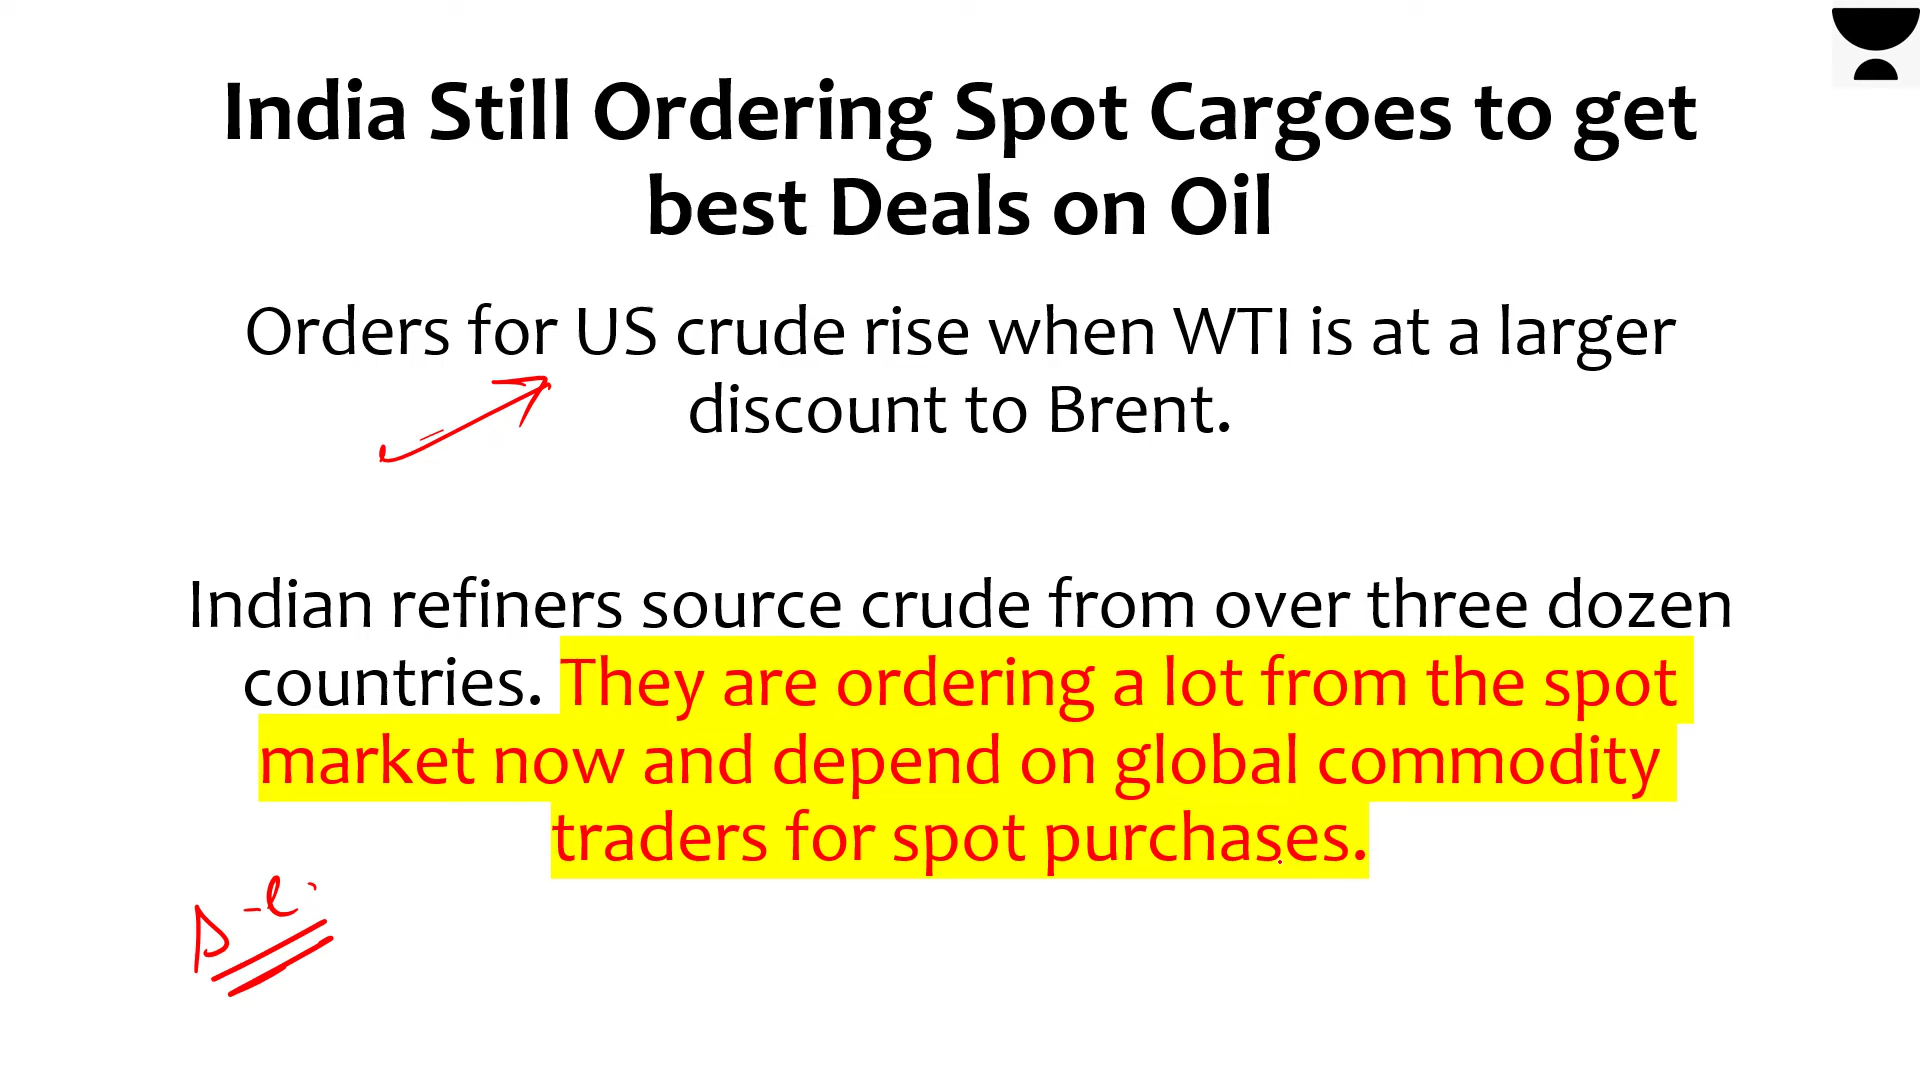 India Still Ordering Spot Cargoes to get
best Deals on Oil
Orders for US crude rise when WTI is at a larger
discount to Brent.
Indian refiners source crude from over three dozen
countries. They are ordering a lot from the spot
market now and depend on global commodity
traders for spot purchases.